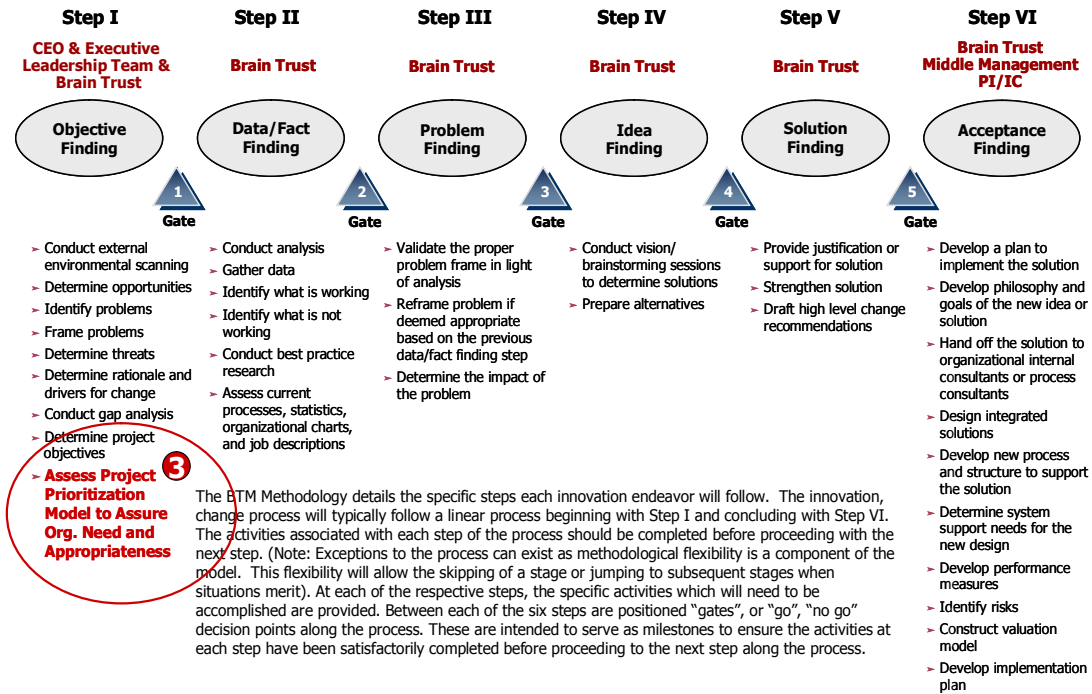 Step I
Step II
Step III
Step IV
Step V
Step VI
CEO & Executive
Leadership Team &
Brain Trust
Brain Trust
Brain Trust
Brain Trust
Brain Trust
Brain Trust
Middle Management
PI/IC
Objective
Finding
Data/Fact
Finding
Problem
Finding
Idea
Finding
Solution
Finding
Acceptance
Finding
1
Gate
2
Gate
3
Gate
4
Gate
5
Gate
➢ Conduct external
environmental scanning
➢ Determine opportunities
➢ Identify problems
➢ Frame problems
➢ Determine threats
➢ Determine rationale and
drivers for change
➢ Conduct gap analysis
➢ Determine project
objectives
➢ Assess Project
Prioritization
Model to Assure
Org. Need and
Appropriateness
3
➢ Conduct analysis
➢ Gather data
➢ Identify what is working
➢ Identify what is not
working
➢ Conduct best practice
research
➢ Assess current
processes, statistics,
organizational charts,
and job descriptions
➢ Validate the proper
problem frame in light
of analysis
➢ Reframe problem if
deemed appropriate
based on the previous
data/fact finding step
➢ Determine the impact of
the problem
➢ Conduct vision/
brainstorming sessions
to determine solutions
➢ Prepare alternatives
➢ Provide justification or
support for solution
➢ Strengthen solution
➢ Draft high level change
recommendations
➢ Develop a plan to
implement the solution
➢ Develop philosophy and
goals of the new idea or
solution
➢ Hand off the solution to
organizational internal
consultants or process
consultants
➢ Design integrated
solutions
➢ Develop new process
and structure to support
the solution
➢ Determine system
support needs for the
new design
➢ Develop performance
measures
➢ Identify risks
➢ Construct valuation
model
➢ Develop implementation
plan
The BTM Methodology details the specific steps each innovation endeavor will follow. The innovation,
change process will typically follow a linear process beginning with Step I and concluding with Step VI.
The activities associated with each step of the process should be completed before proceeding with the
next step. (Note: Exceptions to the process can exist as methodological flexibility is a component of the
model. This flexibility will allow the skipping of a stage or jumping to subsequent stages when
situations merit). At each of the respective steps, the specific activities which will need to be
accomplished are provided. Between each of the six steps are positioned “gates”, or “go”, “no go”
decision points along the process. These are intended to serve as milestones to ensure the activities at
each step have been satisfactorily completed before proceeding to the next step along the process.